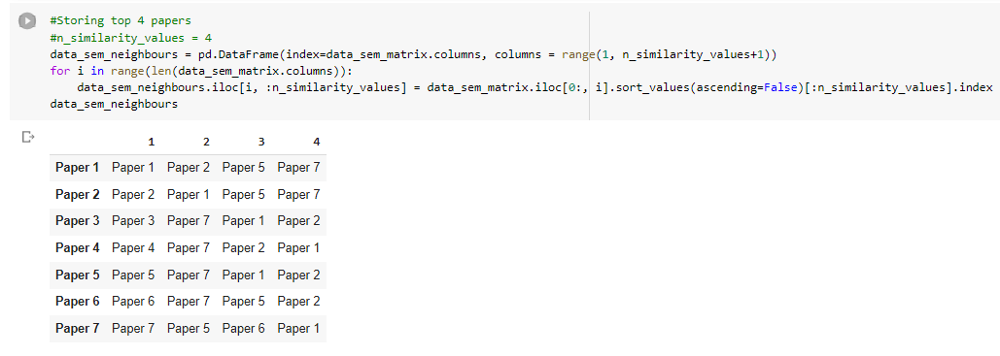 #Storing top 4 papers
#n_similarity_values = 4
data_sem_neighbours = pd.DataFrame(index=data_sem_matrix.columns, columns = range(1, n_similarity_values+1))
for i in range(len(data_sem_matrix.columns)):
    data_sem_neighbours.iloc[i, :n_similarity_values] = data_sem_matrix.iloc[0:, i].sort_values(ascending=False)[:n_similarity_values].index
data_sem_neighbours
1 2 3 4
Paper 1 Paper 1 Paper 2 Paper 5 Paper 7
Paper 2 Paper 2 Paper 1 Paper 5 Paper 7
Paper 3 Paper 3 Paper 7 Paper 1 Paper 2
Paper 4 Paper 4 Paper 7 Paper 2 Paper 1
Paper 5 Paper 5 Paper 7 Paper 1 Paper 2
Paper 6 Paper 6 Paper 7 Paper 5 Paper 2
Paper 7 Paper 7 Paper 5 Paper 6 Paper 1